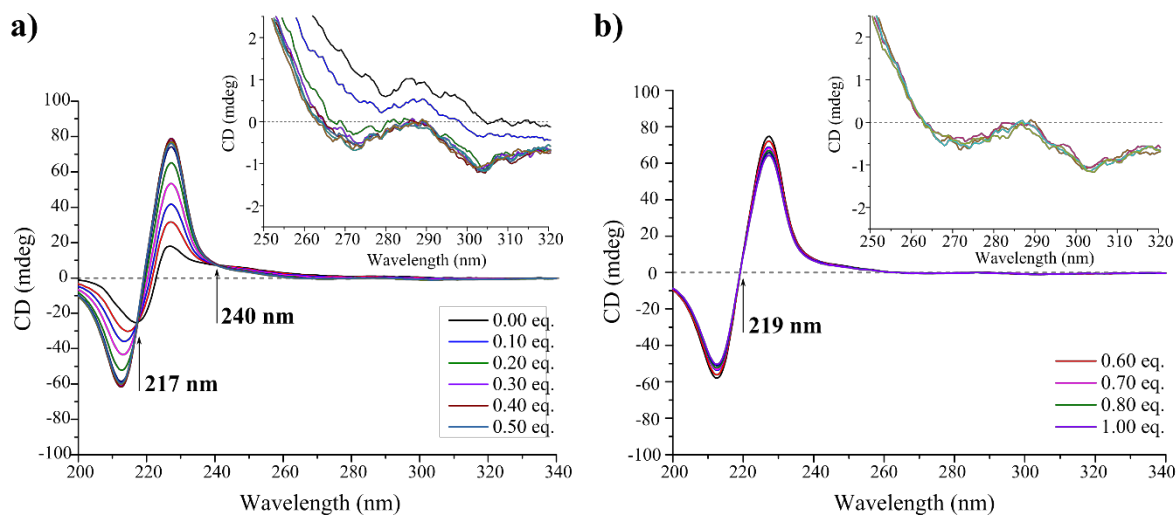 a)
2
1
0
-1
-2
CD (mdeg)
250 260 270 280 290 300 310 320
Wavelength (nm)
100
80
60
40
20
0
-20
-40
-60
-80
-100
CD (mdeg)
240 nm
217 nm
0.00 eq.
0.10 eq.
0.20 eq.
0.30 eq.
0.40 eq.
0.50 eq.
200 220 240 260 280 300 320 340
Wavelength (nm)
b)
2
1
0
-1
-2
CD (mdeg)
250 260 270 280 290 300 310 320
Wavelength (nm)
100
80
60
40
20
0
-20
-40
-60
-80
-100
CD (mdeg)
219 nm
0.60 eq.
0.70 eq.
0.80 eq.
1.00 eq.
200 220 240 260 280 300 320 340
Wavelength (nm)